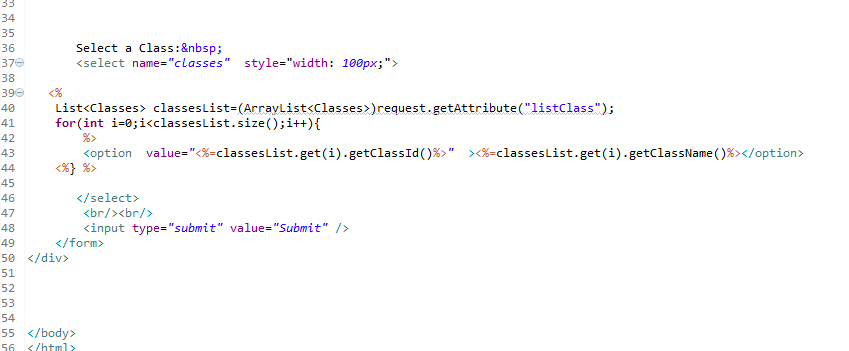 33
34
35
36 Select a Class:&nbsp;
37 <select name="classes" style="width: 100px;">
38
39 <%
40 List<Classes> classesList=(ArrayList<Classes>)request.getAttribute("listClass");
41 for(int i=0;i<classesList.size();i++){
42 %>
43 <option value="<%=classesList.get(i).getClassId()%>" ><%=classesList.get(i).getClassName()%></option>
44 <%} %>
45
46 </select>
47 <br/><br/>
48 <input type="submit" value="Submit" />
49 </form>
50 </div>
51
52
53
54
55 </body>
56 </html>